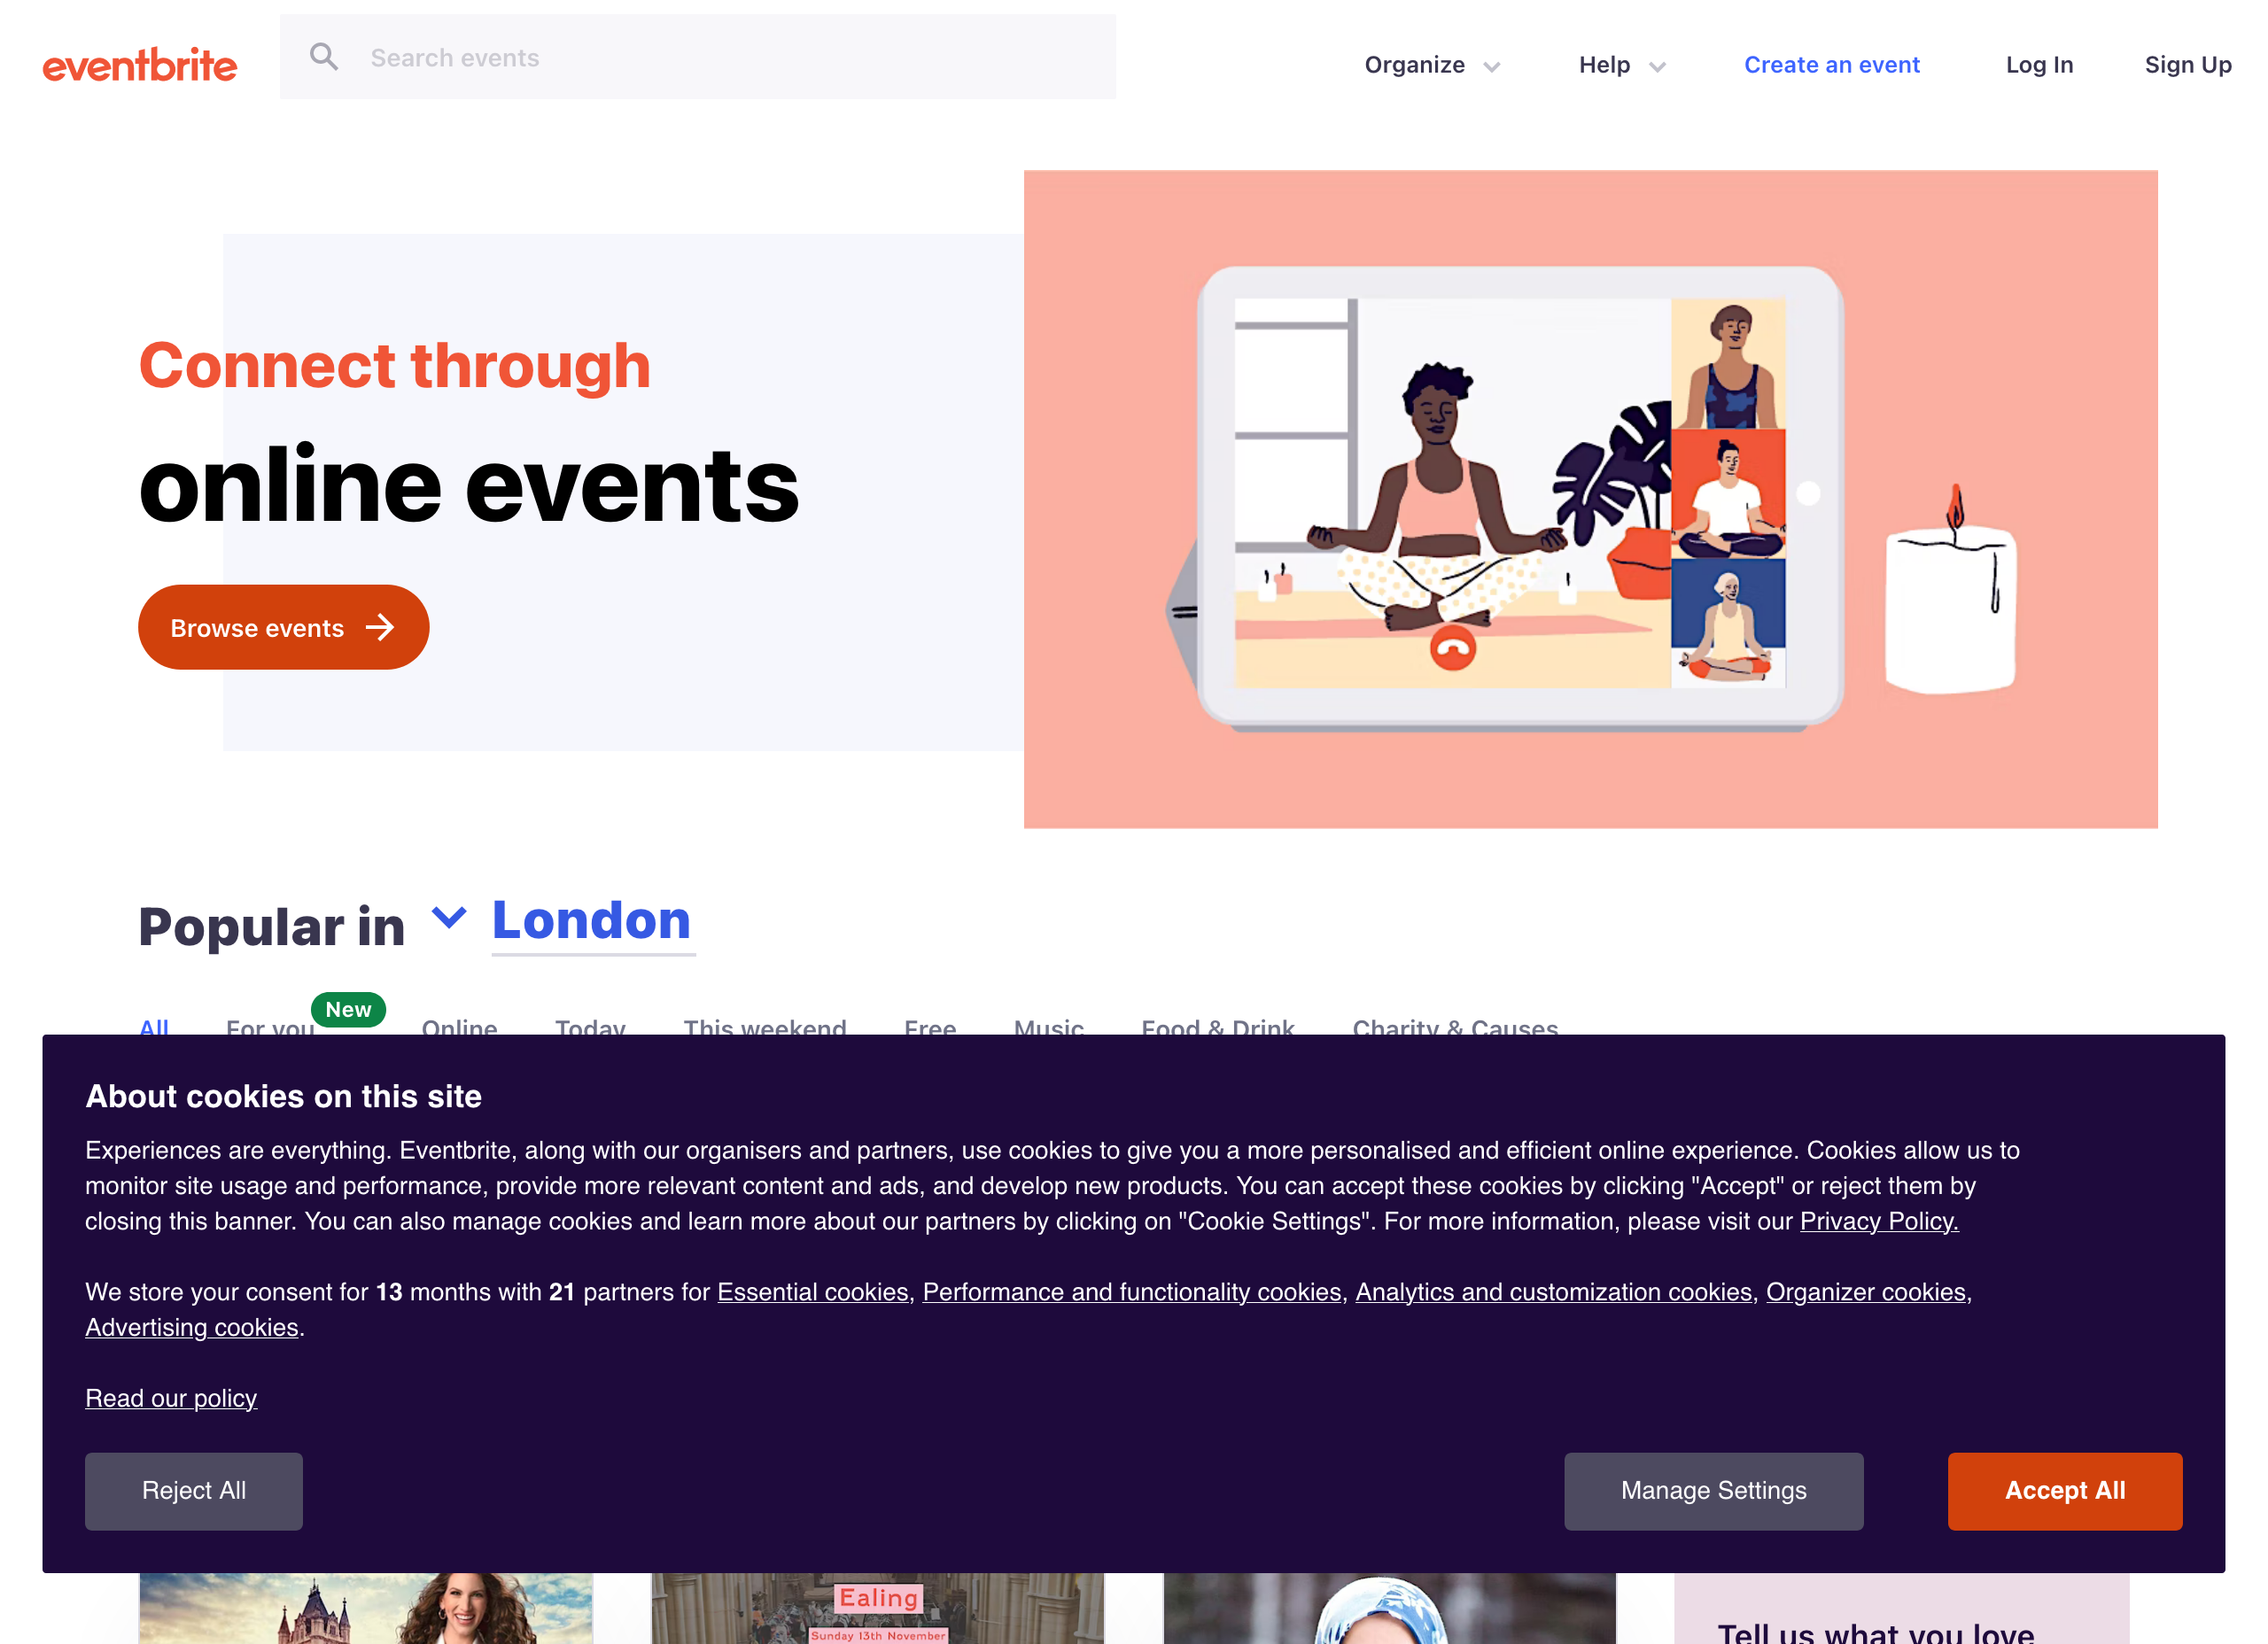 eventbrite
Search events
Organize
Help
Create an event
Log In
Sign Up
Connect through
online events
Browse events
Popular in London
New
All
For you
Online
Today
This weekend
Free
Music
Food & Drink
Charity & Causes
About cookies on this site
Experiences are everything. Eventbrite, along with our organisers and partners, use cookies to give you a more personalised and efficient online experience. Cookies allow us to
monitor site usage and performance, provide more relevant content and ads, and develop new products. You can accept these cookies by clicking "Accept" or reject them by
closing this banner. You can also manage cookies and learn more about our partners by clicking on "Cookie Settings". For more information, please visit our Privacy Policy.
We store your consent for 13 months with 21 partners for Essential cookies, Performance and functionality cookies, Analytics and customization cookies, Organizer cookies,
Advertising cookies.
Read our policy
Reject All
Manage Settings
Accept All
Ealing
Sunday 13th November
Tell us what you love